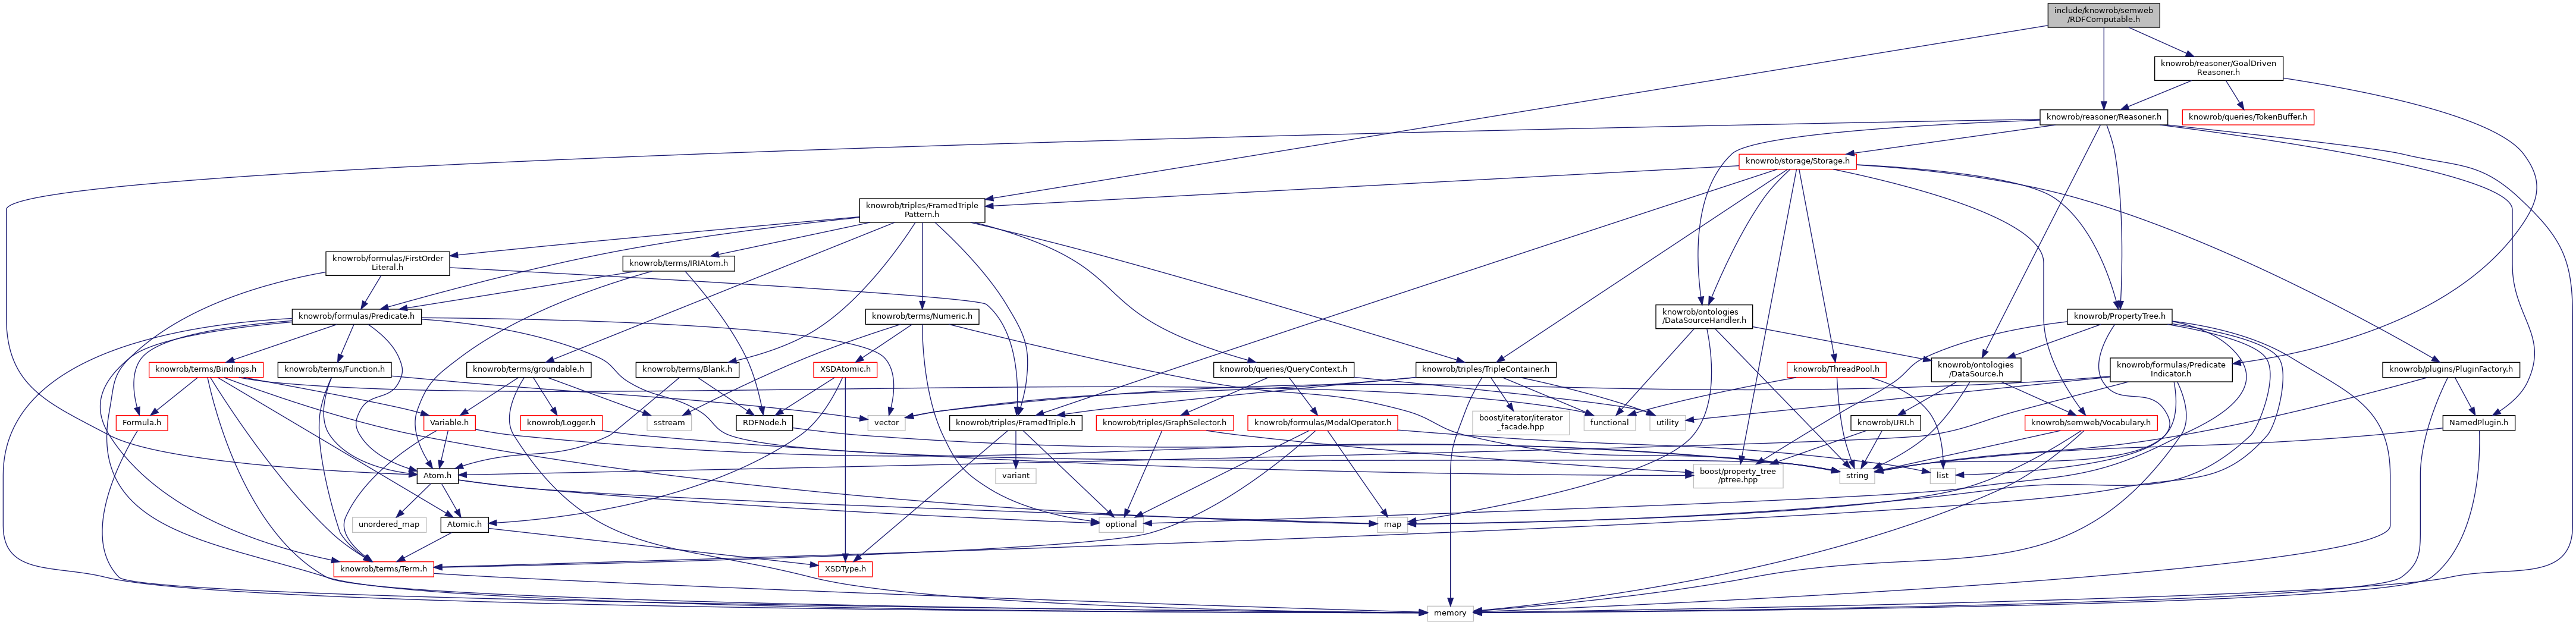 include/knowrob/semweb
/RDFComputable.h
knowrob/reasoner/GoalDriven
Reasoner.h
knowrob/reasoner/Reasoner.h
knowrob/queries/TokenBuffer.h
knowrob/storage/Storage.h
knowrob/triples/FramedTriple
Pattern.h
knowrob/formulas/FirstOrder
Literal.h
knowrob/terms/IRIAtom.h
knowrob/formulas/Predicate.h
knowrob/terms/Numeric.h
knowrob/ontologies
/DataSourceHandler.h
knowrob/PropertyTree.h
knowrob/terms/Bindings.h
knowrob/terms/Function.h
knowrob/terms/groundable.h
knowrob/terms/Blank.h
XSDAtomic.h
knowrob/queries/QueryContext.h
knowrob/triples/TripleContainer.h
knowrob/ThreadPool.h
knowrob/ontologies
/DataSource.h
knowrob/formulas/Predicate
Indicator.h
knowrob/plugins/PluginFactory.h
Formula.h
Variable.h
knowrob/Logger.h
sstream
RDFNode.h
vector
knowrob/triples/FramedTriple.h
knowrob/triples/GraphSelector.h
knowrob/formulas/ModalOperator.h
boost/iterator/iterator
_facade.hpp
functional
utility
knowrob/URI.h
knowrob/semweb/Vocabulary.h
NamedPlugin.h
Atom.h
variant
boost/property_tree
/ptree.hpp
string
list
unordered_map
Atomic.h
optional
map
knowrob/terms/Term.h
XSDType.h
memory